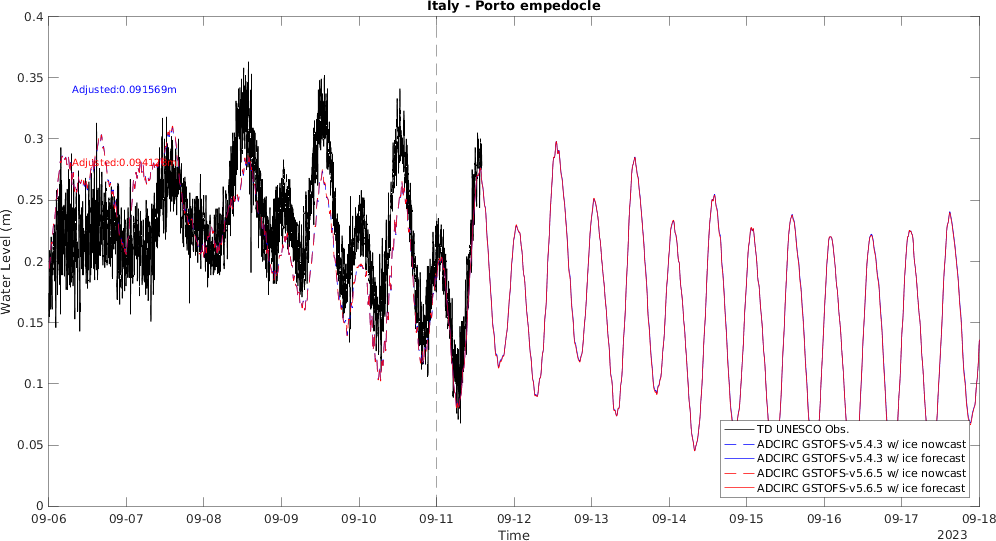 Italy - Porto empedocle
0.4
0.35
0.3
0.25
0.2
0.15
0.1
0.05
0
Water Level (m)
Adjusted:0.091569m
09-06
09-07
09-08
09-09
09-10
09-11
09-12
09-13
09-14
09-15
09-16
09-17
09-18
Time
2023
TD UNESCO Obs.
ADCIRC GSTOFS-v5.4.3 w/ ice nowcast
ADCIRC GSTOFS-v5.4.3 w/ ice forecast
ADCIRC GSTOFS-v5.6.5 w/ ice nowcast
ADCIRC GSTOFS-v5.6.5 w/ ice forecast